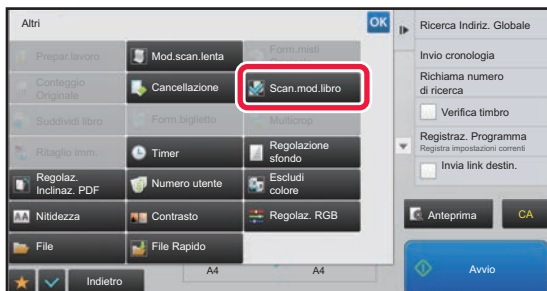 Altri
OK
Prepar.lavoro
Mod.scan.lenta
Form.misti
Conteggio
Originale
Cancellazione
Scan.mod.libro
Suddividi libro
Form biglietto
Multicrop
Ritaglio imm.
Timer
Regolazione
sfondo
Regolaz.
Inclinaz. PDF
Numero utente
Escludi
colore
AA Nitidezza
Contrasto
Regolaz. RGB
File
File Rapido
Indietro
A4
A4
Ricerca Indiriz. Globale
Invio cronologia
Richiama numero
di ricerca
Verifica timbro
Registraz. Programma
Registra impostazioni correnti
Invia link destin.
Anteprima
CA
Avvio